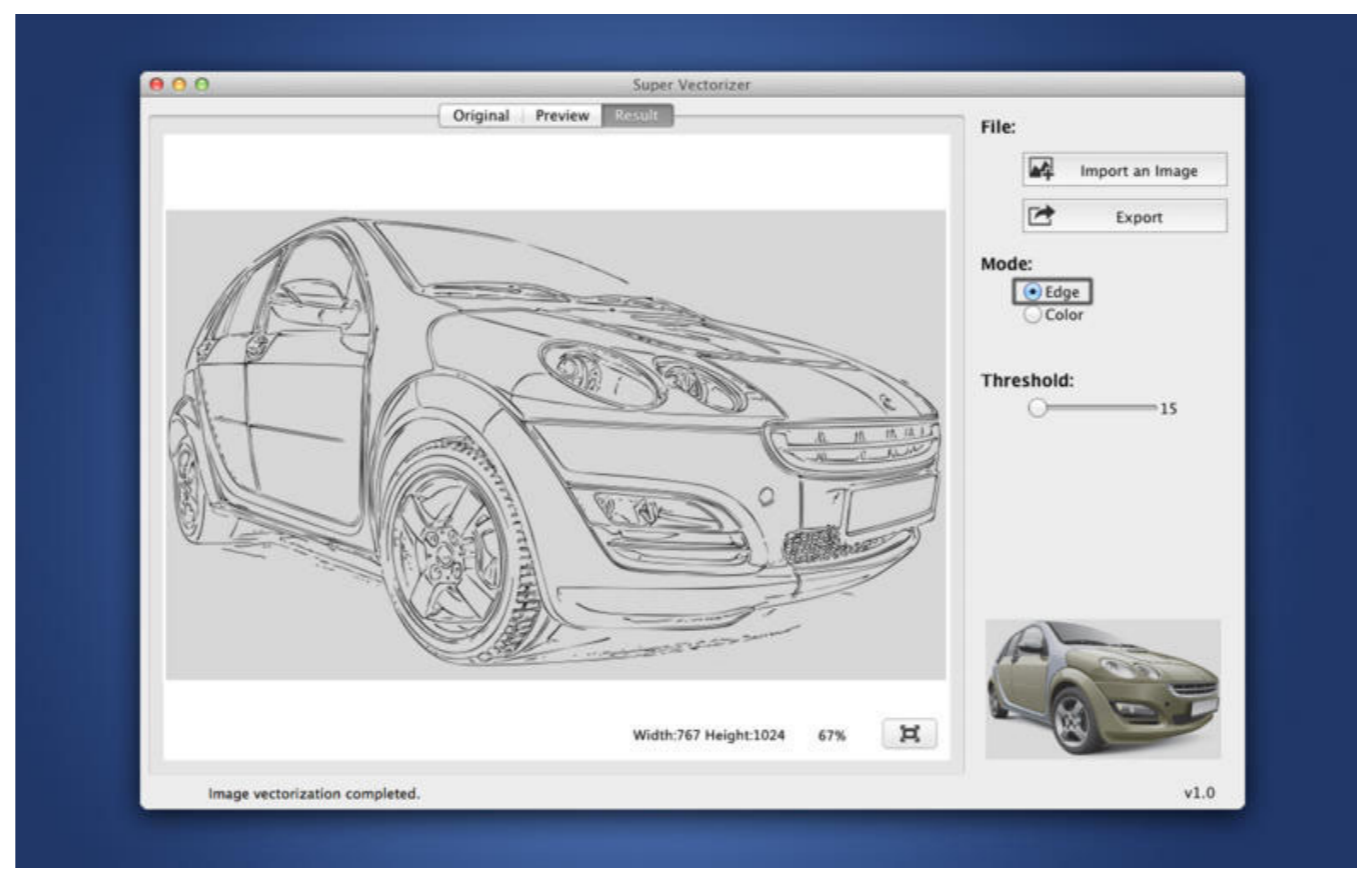 Super Vectorizer
Original Preview Result
File:
Import an Image
Export
Mode:
Edge
Color
Threshold:
15
Width:767 Height:1024 67%
Image vectorization completed.
v1.0